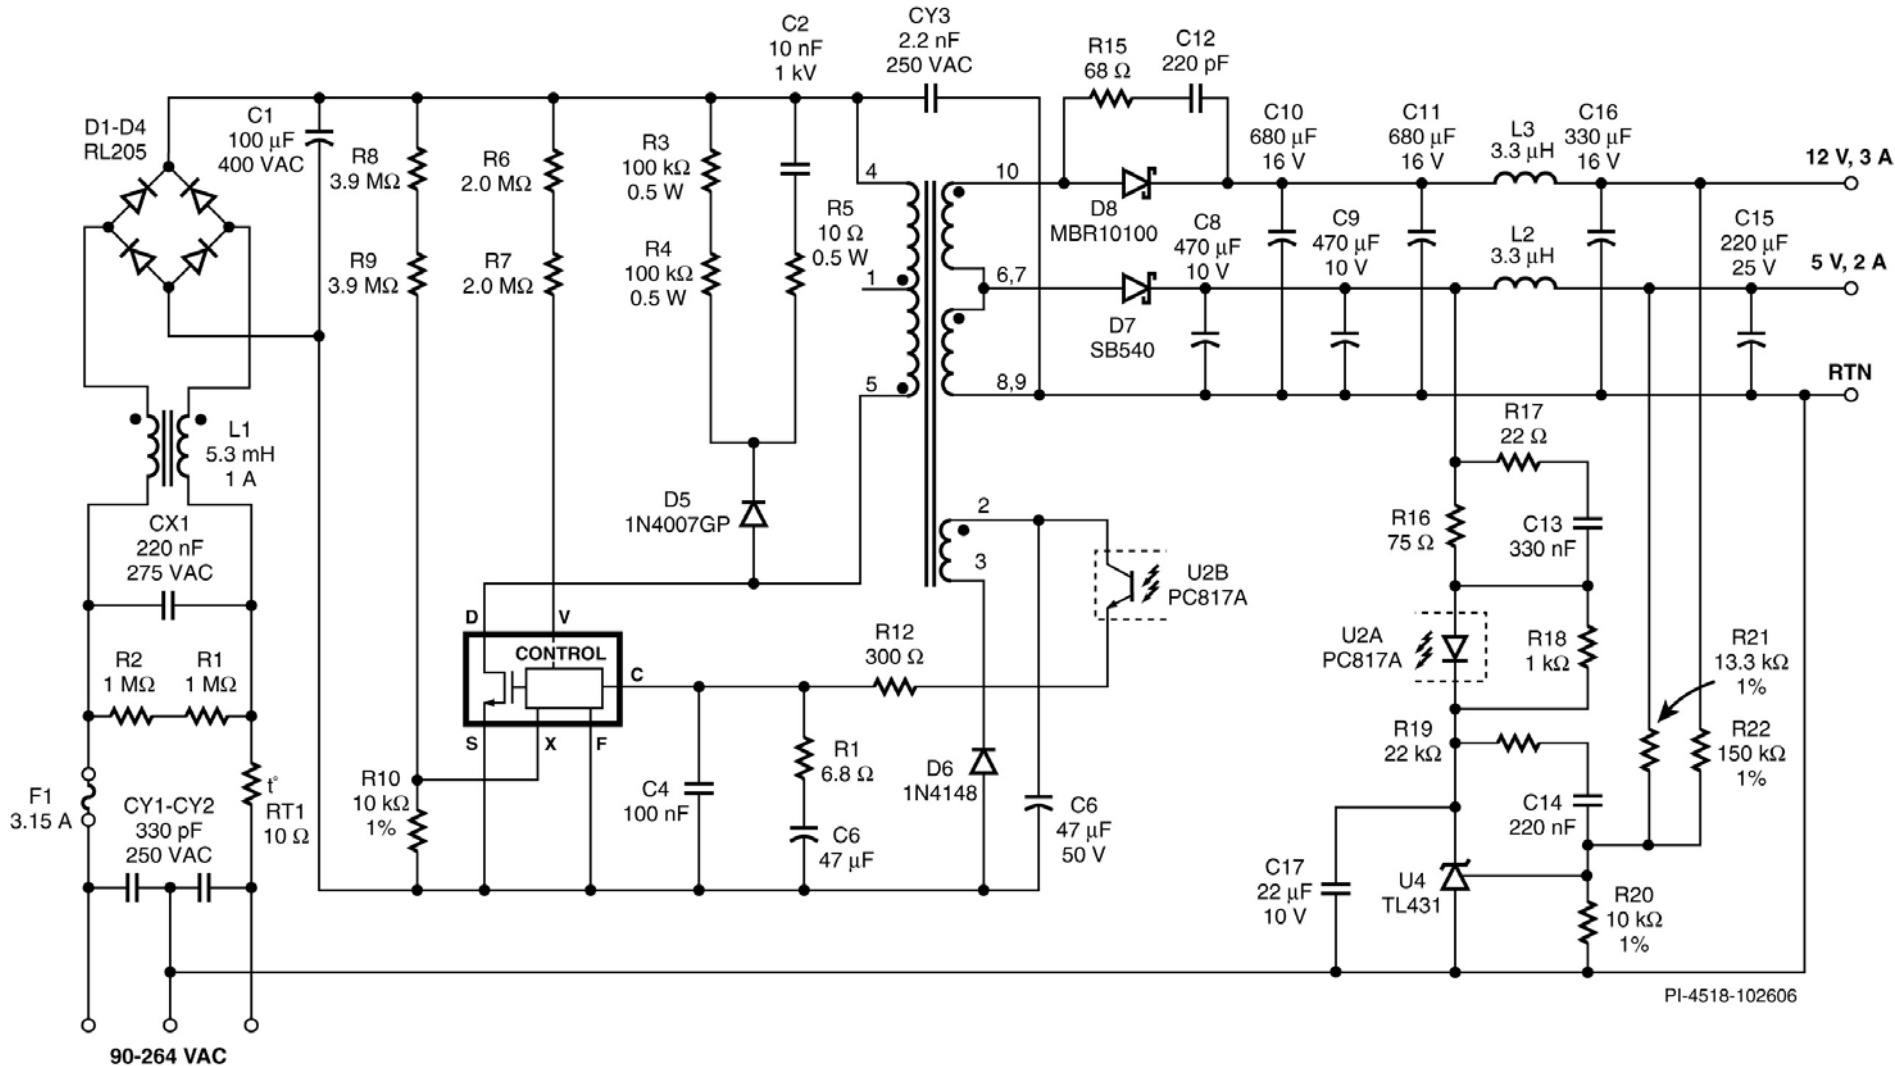 CY3
2.2 nF
250 VAC
C2
10 nF
1 kV
R15
68 Ω
C12
220 pF
D1-D4
RL205
C1
100 μF
400 VAC
R8
3.9 MΩ
R6
2.0 MΩ
R3
100 kΩ
0.5 W
C10
680 μF
16 V
C11
680 μF
16 V
L3
3.3 μH
C16
330 μF
16 V
12 V, 3 A
4
10
R5
10 Ω
0.5 W
D8
MBR10100
C8
470 μF
10 V
C9
470 μF
10 V
L2
3.3 μH
C15
220 μF
25 V
5 V, 2 A
R9
3.9 MΩ
R7
2.0 MΩ
R4
100 kΩ
0.5 W
1
6,7
D7
SB540
5
8,9
RTN
L1
5.3 mH
1 A
R17
22 Ω
D5
1N4007GP
2
3
R16
75 Ω
C13
330 nF
CX1
220 nF
275 VAC
U2B
PC817A
D
V
CONTROL
C
S
X
F
R12
300 Ω
U2A
PC817A
R18
1 kΩ
R21
13.3 kΩ
1%
R2
1 MΩ
R1
1 MΩ
R19
22 kΩ
R22
150 kΩ
1%
F1
3.15 A
CY1-CY2
330 pF
250 VAC
t°
RT1
10 Ω
R10
10 kΩ
1%
C4
100 nF
R1
6.8 Ω
C6
47 μF
D6
1N4148
C6
47 μF
50 V
C14
220 nF
C17
22 μF
10 V
U4
TL431
R20
10 kΩ
1%
PI-4518-102606
90-264 VAC